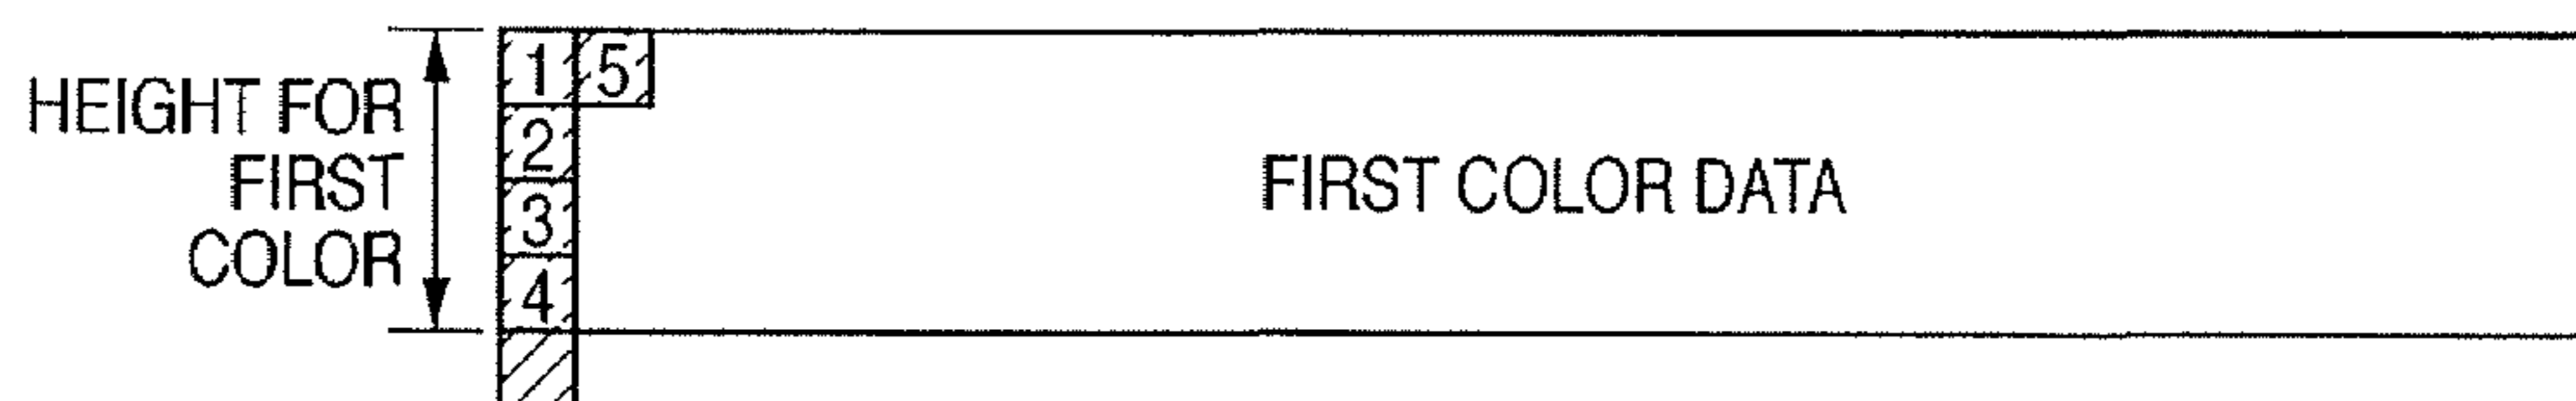 1 5
HEIGHT FOR
2
FIRST
FIRST COLOR DATA
3
COLOR
4